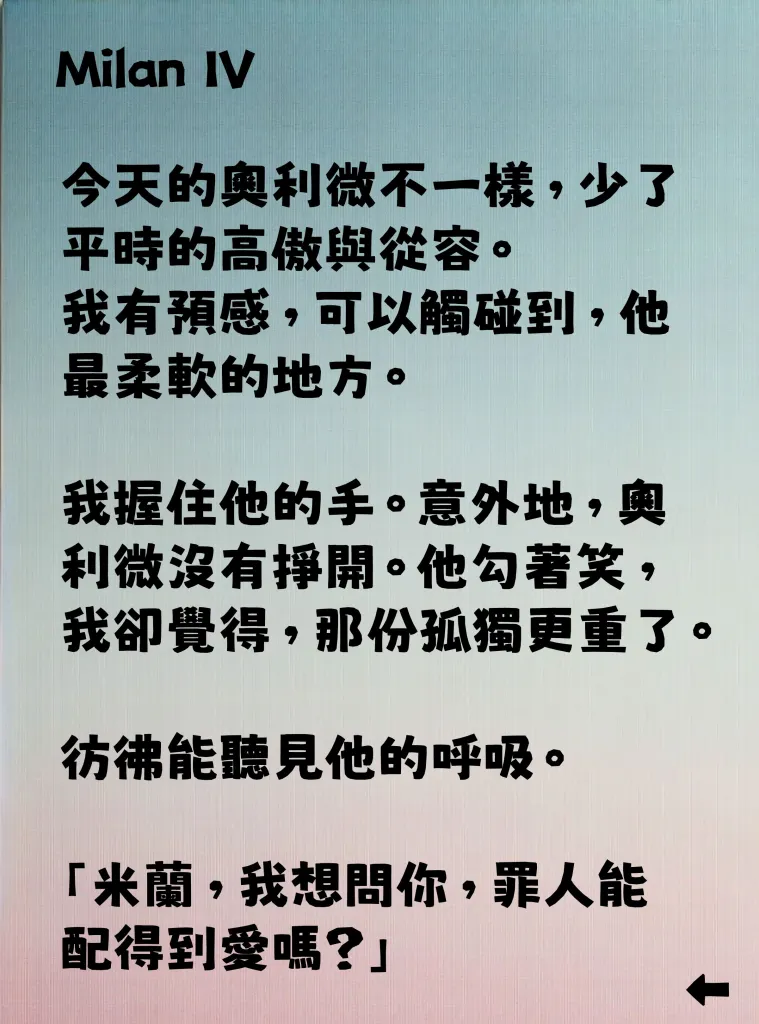 Milan IV
今天的奧利微不一樣，少了
平時的高傲與從容。
我有預感，可以觸碰到，他
最柔軟的地方。
我握住他的手。意外地，奧
利微沒有掙開。他勾著笑，
我卻覺得，那份孤獨更重了。
彷彿能聽見他的呼吸。
「米蘭，我想問你，罪人能
配得到愛嗎？」